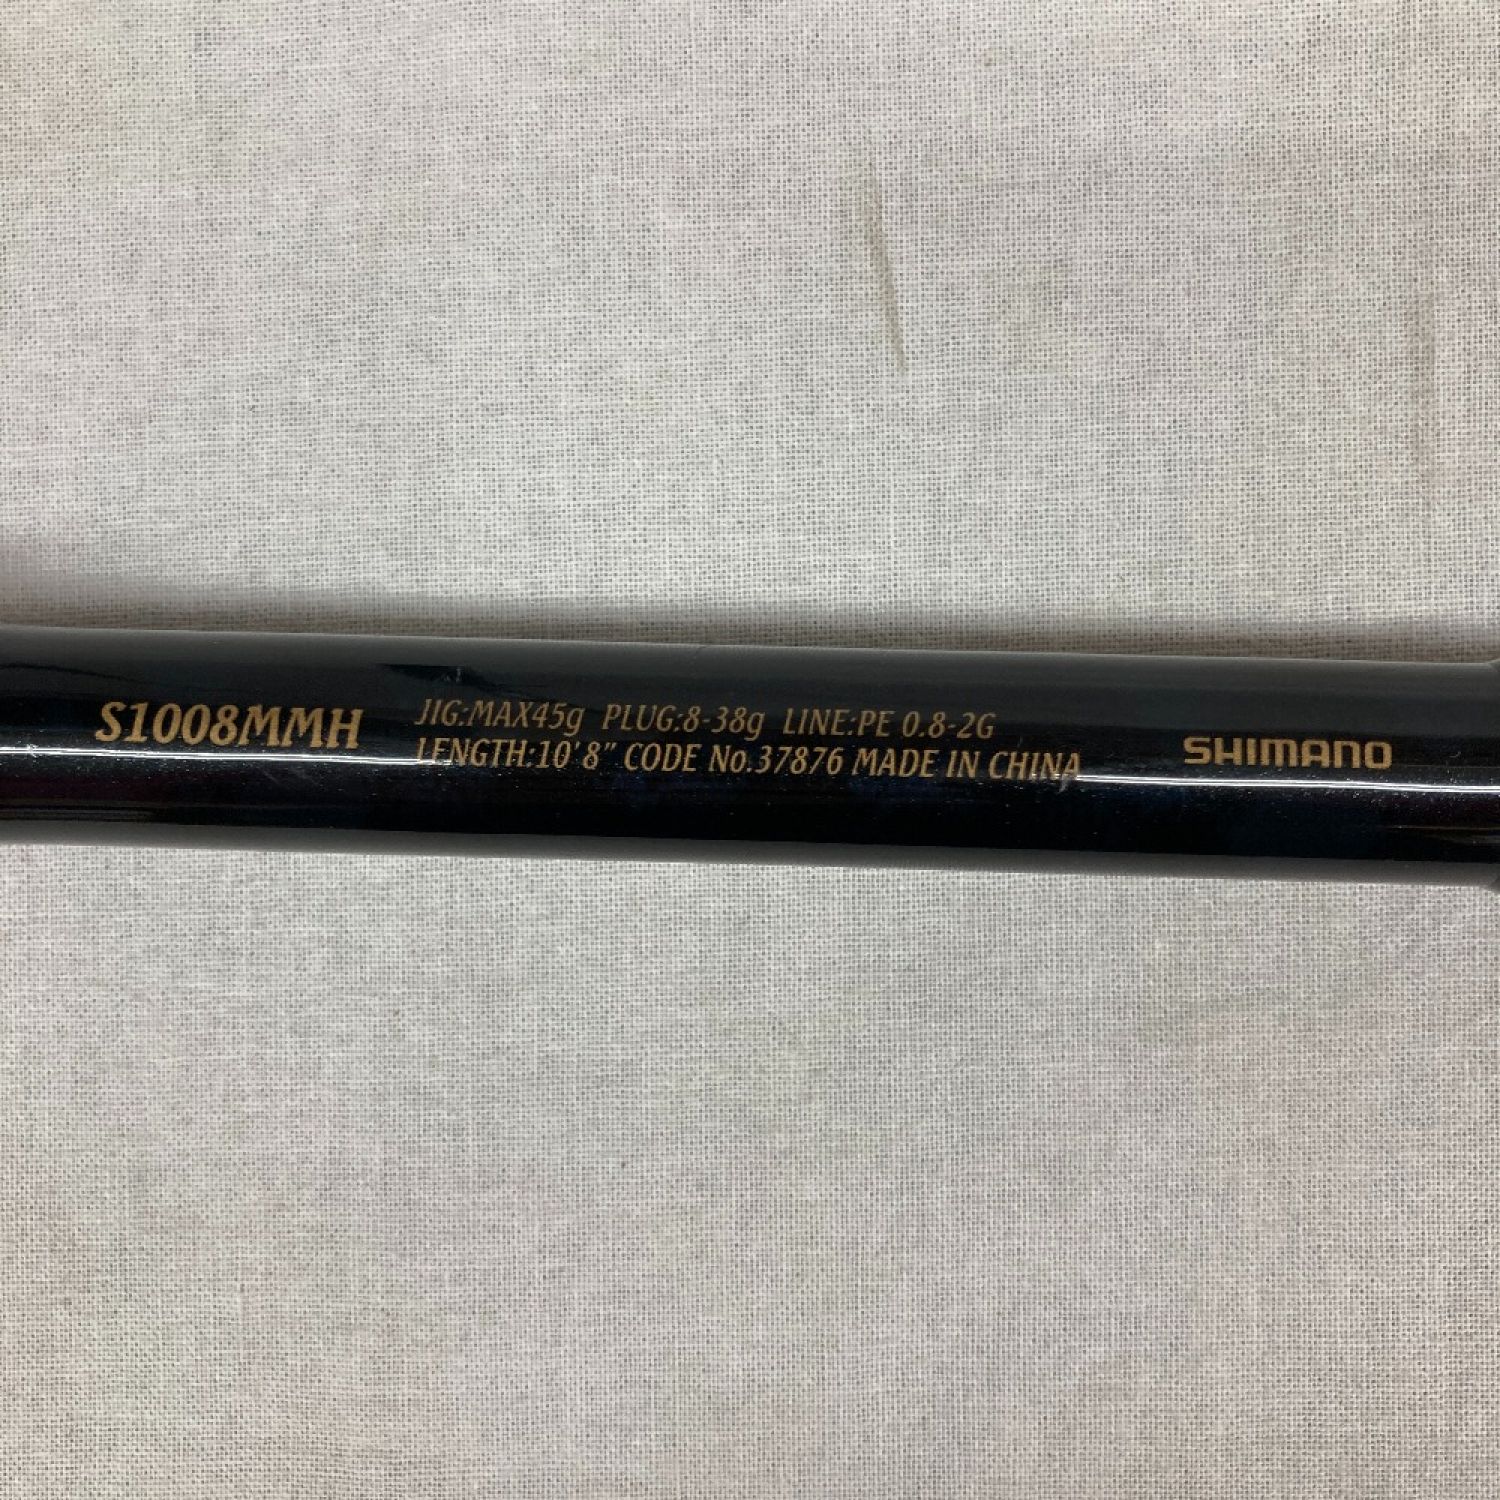 S1008MMH
JIG:MAX45g PLUG:8-38g LINE:PE 0.8-2G
LENGTH:10'8" CODE No.37876 MADE IN CHINA
SHIMANO